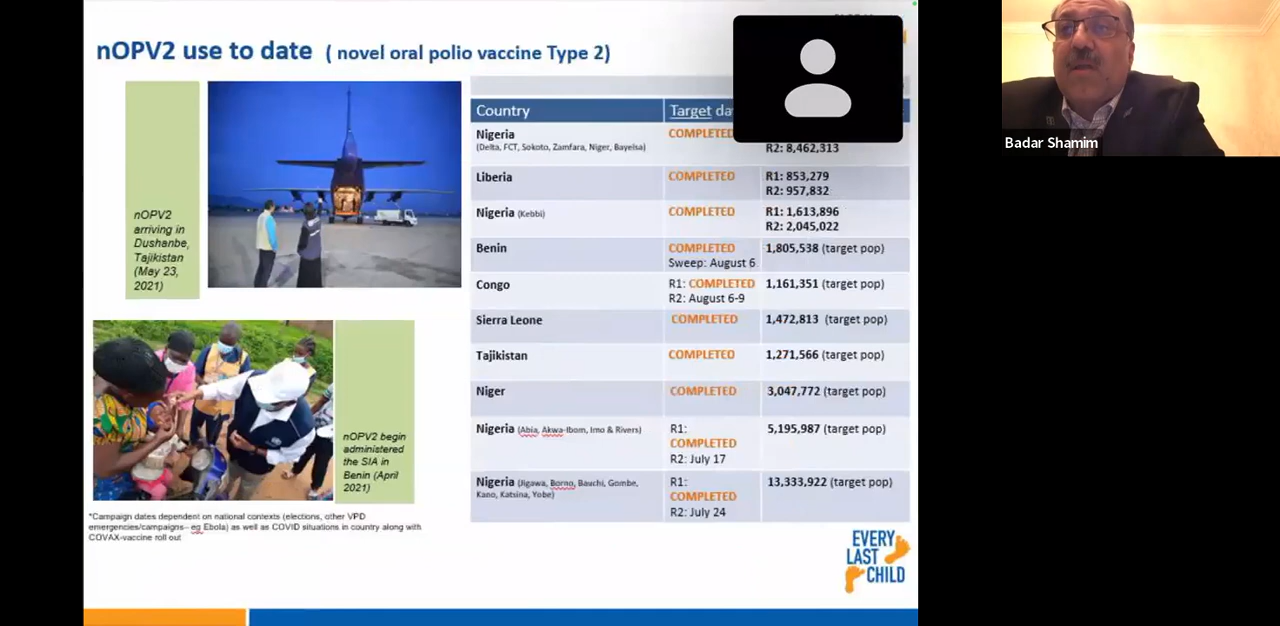 nOPV2 use to date ( novel oral polio vaccine Type 2)
nOPV2
arriving in
Dushanbe,
Tajikistan
(May 23,
2021)
nOPV2 begin
administered
the SIA in
Benin (April
2021)
*Campaign dates dependent on national contexts (elections, other VPD
emergencies/campaigns– eg Ebola) as well as COVID situations in country along with
COVAX-vaccine roll out
Country Target
Nigeria COMPLETED
(Delta, FCT, Sokoto, Zamfara, Niger, Bayelsa) R2: 8,462,313
Liberia COMPLETED R1: 853,279
R2: 957,832
Nigeria (Kebbi) COMPLETED R1: 1,613,896
R2: 2,045,022
Benin COMPLETED 1,805,538 (target pop)
Sweep: August 6
Congo R1: COMPLETED 1,161,351 (target pop)
R2: August 6-9
Sierra Leone COMPLETED 1,472,813 (target pop)
Tajikistan COMPLETED 1,271,566 (target pop)
Niger COMPLETED 3,047,772 (target pop)
Nigeria (Abia, Akwa-Ibom, Imo & Rivers) R1: 5,195,987 (target pop)
COMPLETED
R2: July 17
Nigeria (Jigawa, Borno, Bauchi, Gombe, R1: 13,333,922 (target pop)
Kano, Katsina, Yobe) COMPLETED
R2: July 24
EVERY
LAST
CHILD
Badar Shamim